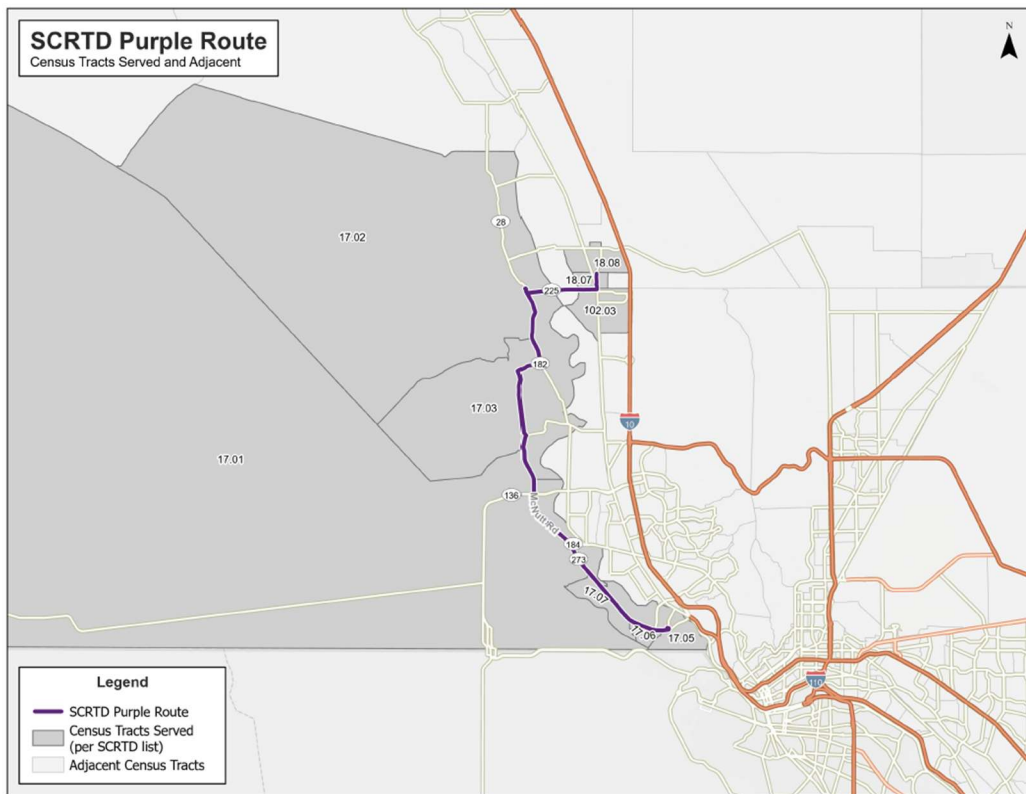 SCRTD Purple Route
Census Tracts Served and Adjacent
N
28
17.02
18.08
18.07
225
102.03
182
17.03
10
17.01
136
McNutt Rd
184
273
17.07
17.06
17.05
110
Legend
SCRTD Purple Route
Census Tracts Served
(per SCRTD list)
Adjacent Census Tracts